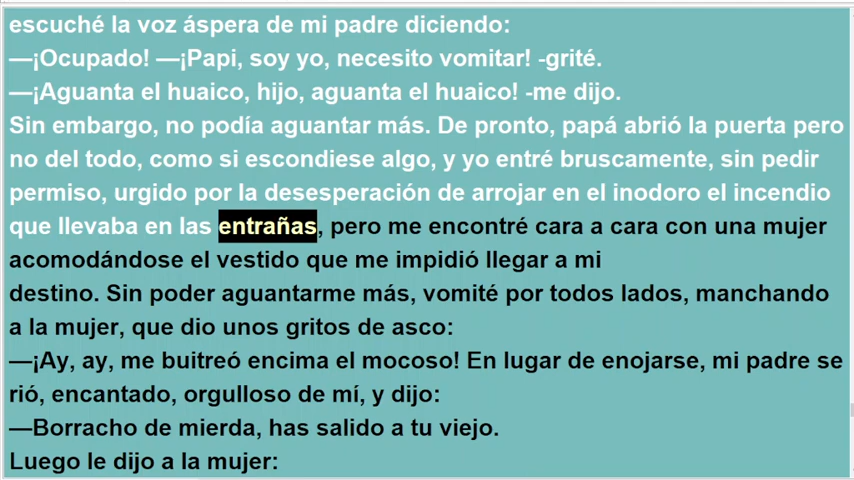 escuché la voz áspera de mi padre diciendo:
—¡Ocupado! —¡Papi, soy yo, necesito vomitar! -grité.
—¡Aguanta el huaico, hijo, aguanta el huaico! -me dijo.
Sin embargo, no podía aguantar más. De pronto, papá abrió la puerta pero
no del todo, como si escondiese algo, y yo entré bruscamente, sin pedir
permiso, urgido por la desesperación de arrojar en el inodoro el incendio
que llevaba en las entrañas, pero me encontré cara a cara con una mujer
acomodándose el vestido que me impidió llegar a mi
destino. Sin poder aguantarme más, vomité por todos lados, manchando
a la mujer, que dio unos gritos de asco:
—¡Ay, ay, me buitreó encima el mocoso! En lugar de enojarse, mi padre se
rió, encantado, orgulloso de mí, y dijo:
—Borracho de mierda, has salido a tu viejo.
Luego le dijo a la mujer: